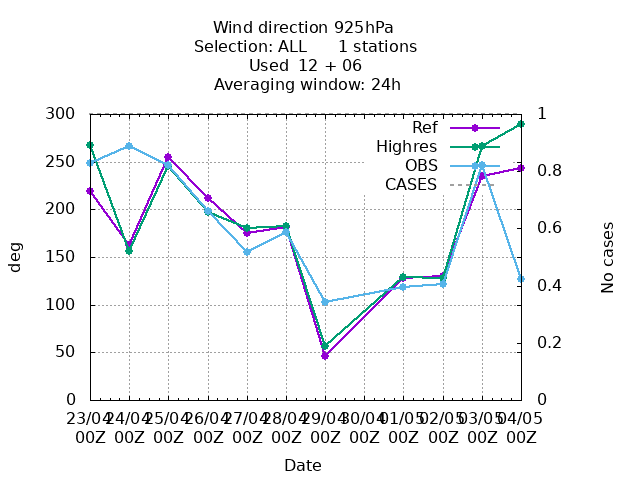 Wind direction 925hPa
Selection: ALL 1 stations
Used 12 + 06
Averaging window: 24h
300 1
Ref
Highres
250
OBS
0.8
CASES
200
0.6
deg
No cases
150
0.4
100
0.2
50
0 0
23/04 24/04 25/04 26/04 27/04 28/04 29/04 30/04 01/05 02/05 03/05 04/05
00Z 00Z 00Z 00Z 00Z 00Z 00Z 00Z 00Z 00Z 00Z 00Z
Date